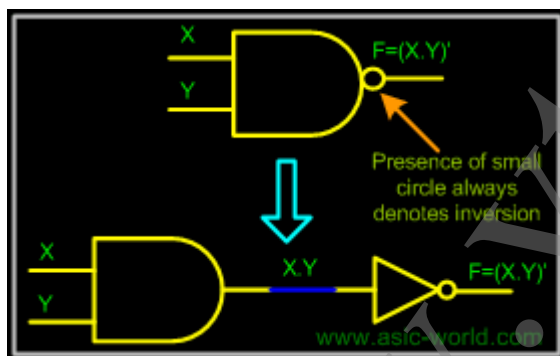 X
F=(X.Y)'
Y
Presence of small
circle always
denotes inversion
X
X.Y
F=(X.Y)'
Y
www.asic-world.com